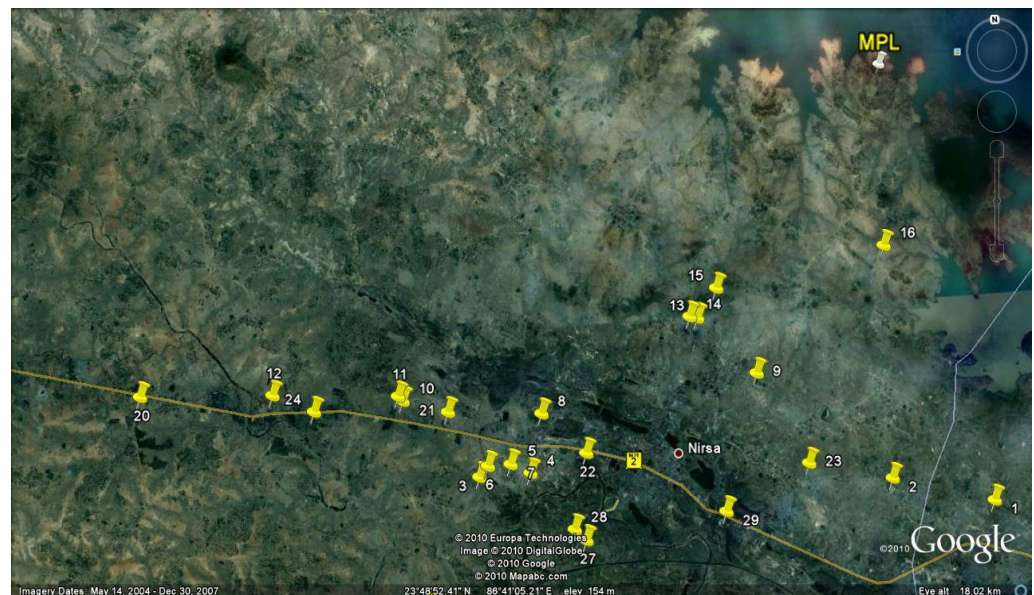 MPL
N
16
15
13
14
9
12
11
10
24
21
20
8
Nirsa
5
4
22
2
23
3
6
7
2
1
28
29
27
© 2010 Europa Technologies
Image © 2010 DigitalGlobe
© 2010 Google
© 2010 Mapabc.com
©2010 Google
Imagery Dates: May 14, 2004 - Dec 30, 2007 23°48'52.41" N 86°41'05.21" E elev 154 m Eye alt 18.02 km